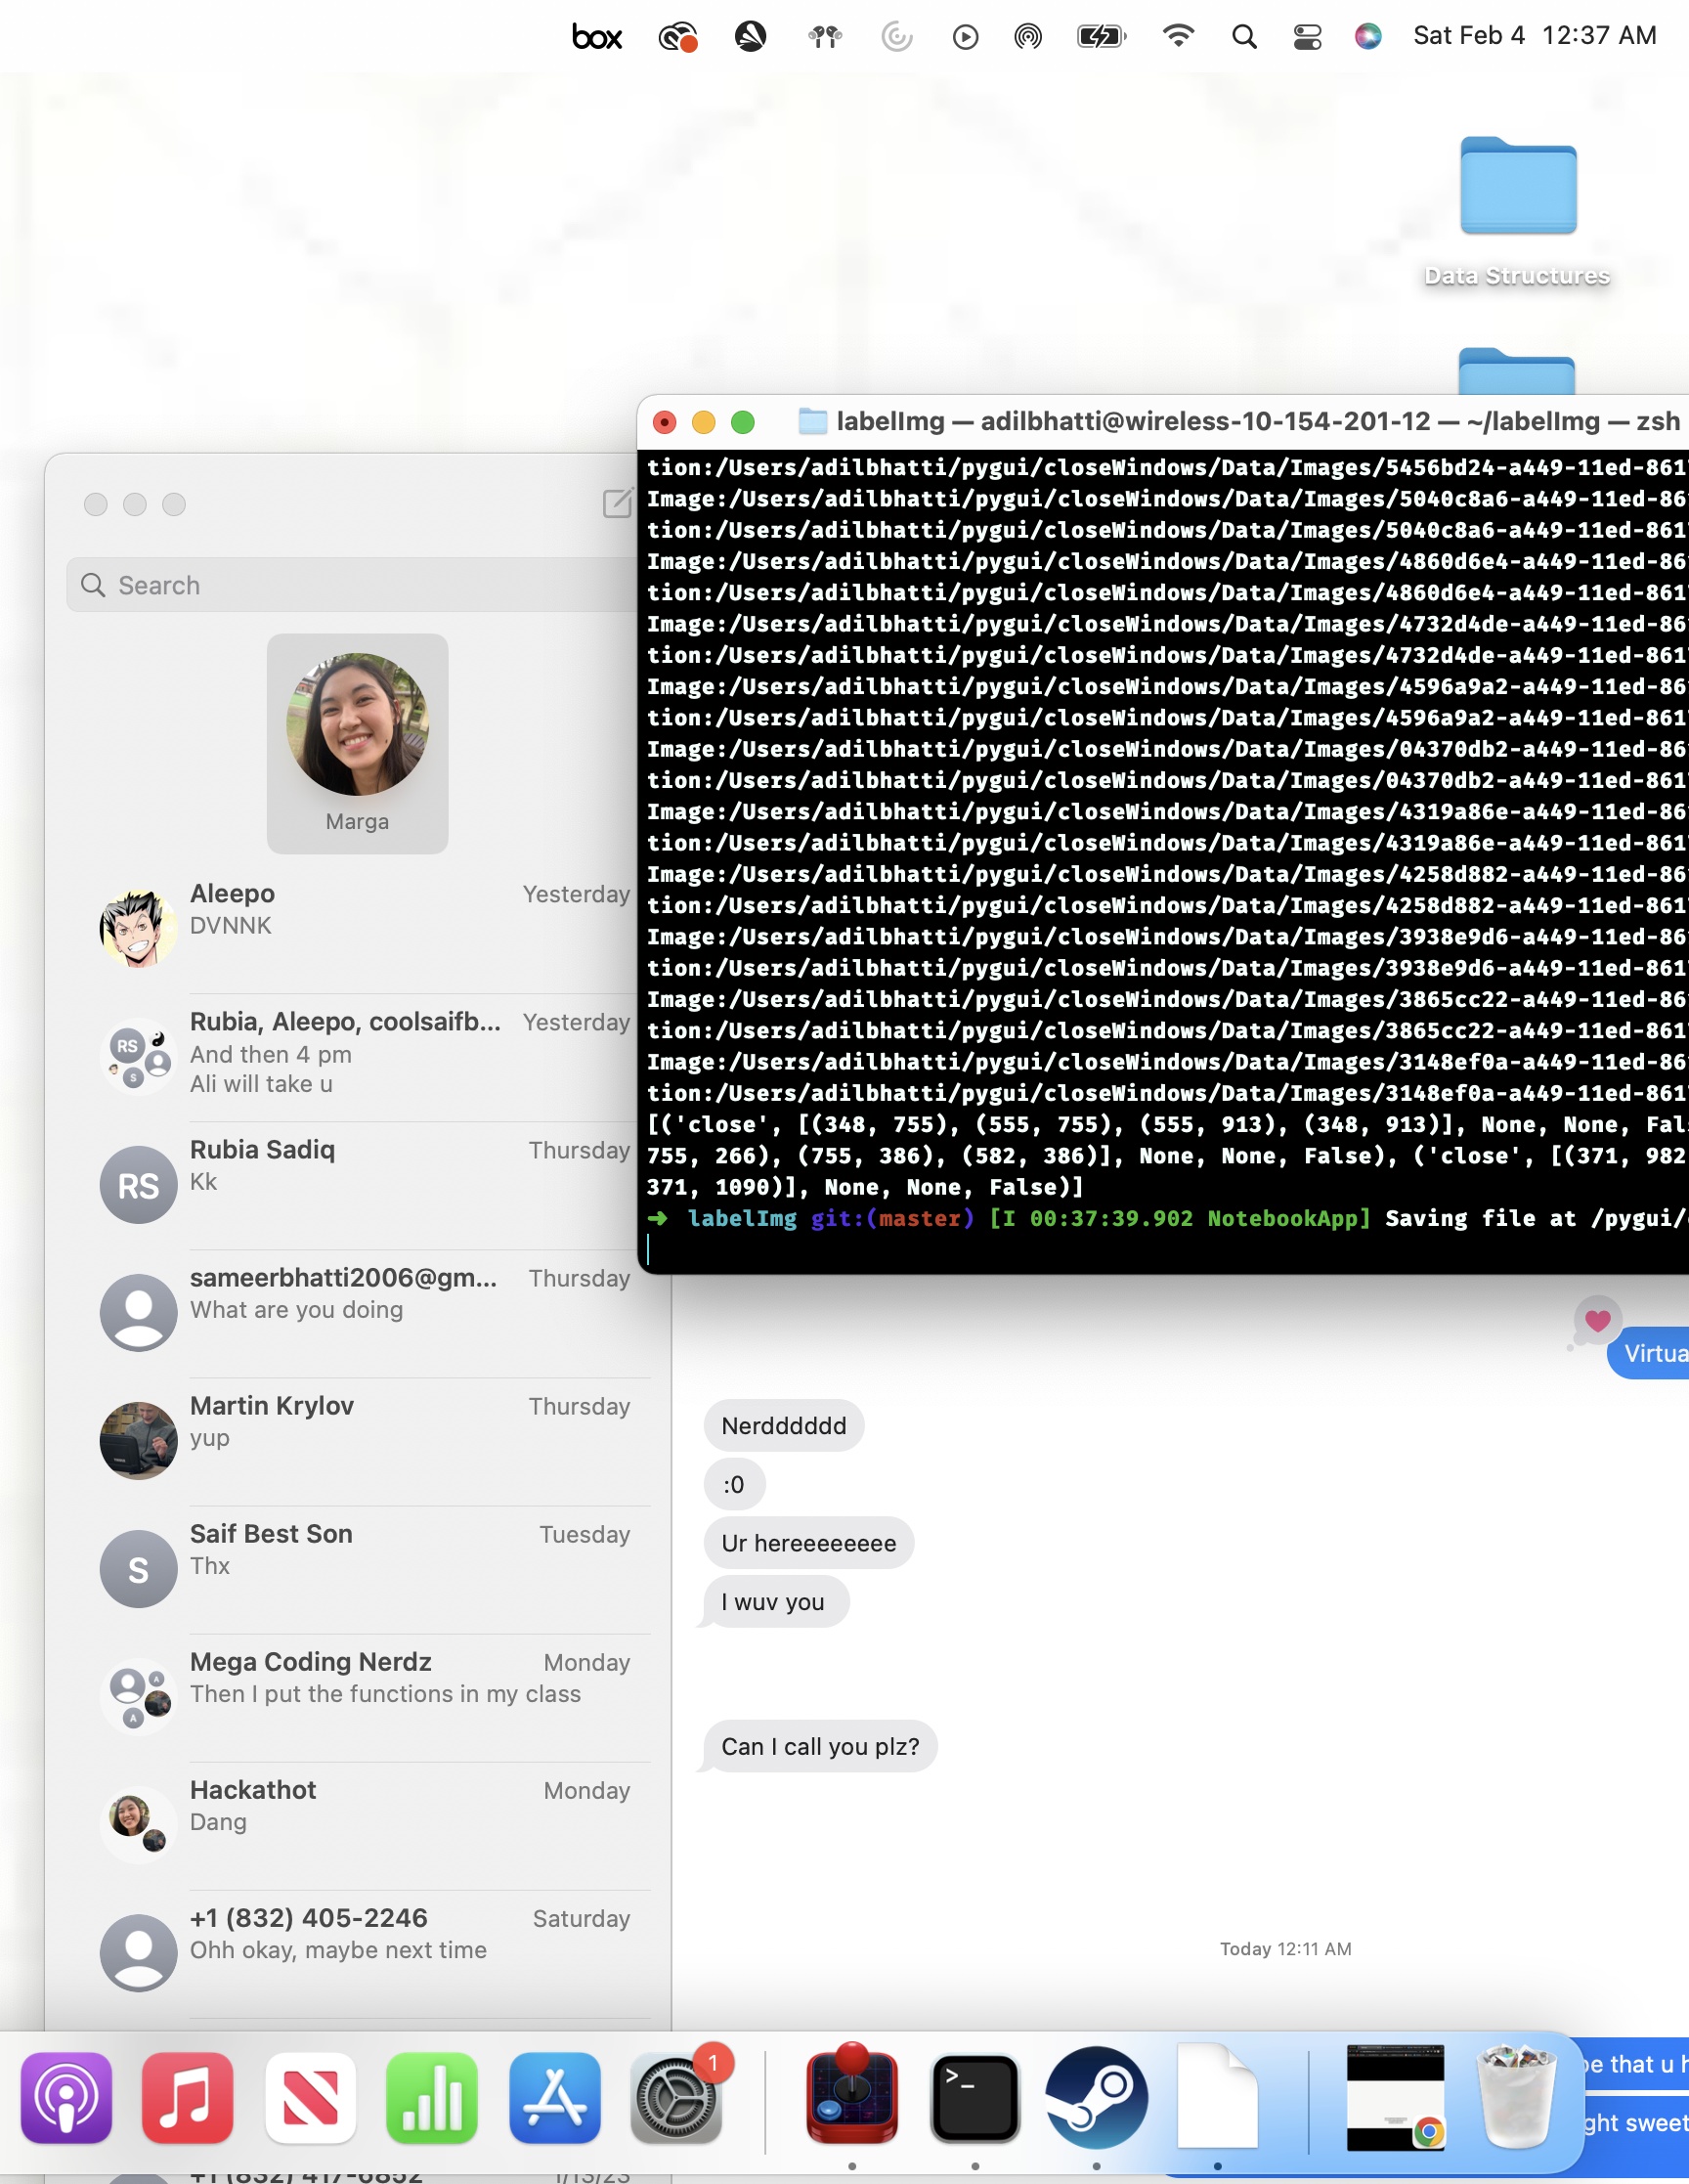 box
Sat Feb 4 12:37 AM
Data Structures
labelImg — adilbhatti@wireless-10-154-201-12 — ~/labelImg — zsh
tion:/Users/adilbhatti/pygui/closeWindows/Data/Images/5456bd24-a449-11ed-861
Image:/Users/adilbhatti/pygui/closeWindows/Data/Images/5040c8a6-a449-11ed-86
tion:/Users/adilbhatti/pygui/closeWindows/Data/Images/5040c8a6-a449-11ed-861
Image:/Users/adilbhatti/pygui/closeWindows/Data/Images/4860d6e4-a449-11ed-86
tion:/Users/adilbhatti/pygui/closeWindows/Data/Images/4860d6e4-a449-11ed-861
Image:/Users/adilbhatti/pygui/closeWindows/Data/Images/4732d4de-a449-11ed-86
tion:/Users/adilbhatti/pygui/closeWindows/Data/Images/4732d4de-a449-11ed-861
Image:/Users/adilbhatti/pygui/closeWindows/Data/Images/4596a9a2-a449-11ed-86
tion:/Users/adilbhatti/pygui/closeWindows/Data/Images/4596a9a2-a449-11ed-861
Image:/Users/adilbhatti/pygui/closeWindows/Data/Images/04370db2-a449-11ed-86
tion:/Users/adilbhatti/pygui/closeWindows/Data/Images/04370db2-a449-11ed-861
Image:/Users/adilbhatti/pygui/closeWindows/Data/Images/4319a86e-a449-11ed-86
tion:/Users/adilbhatti/pygui/closeWindows/Data/Images/4319a86e-a449-11ed-861
Image:/Users/adilbhatti/pygui/closeWindows/Data/Images/4258d882-a449-11ed-86
tion:/Users/adilbhatti/pygui/closeWindows/Data/Images/4258d882-a449-11ed-861
Image:/Users/adilbhatti/pygui/closeWindows/Data/Images/3938e9d6-a449-11ed-86
tion:/Users/adilbhatti/pygui/closeWindows/Data/Images/3938e9d6-a449-11ed-861
Image:/Users/adilbhatti/pygui/closeWindows/Data/Images/3865cc22-a449-11ed-86
tion:/Users/adilbhatti/pygui/closeWindows/Data/Images/3865cc22-a449-11ed-861
Image:/Users/adilbhatti/pygui/closeWindows/Data/Images/3148ef0a-a449-11ed-86
tion:/Users/adilbhatti/pygui/closeWindows/Data/Images/3148ef0a-a449-11ed-861
[('close', [(348, 755), (555, 755), (555, 913), (348, 913)], None, None, Fals
755, 266), (755, 386), (582, 386)], None, None, False), ('close', [(371, 982
371, 1090)], None, None, False)]
➜ labelImg git:(master) [I 00:37:39.902 NotebookApp] Saving file at /pygui/
Search
Marga
Aleepo Yesterday
DVNNK
Rubia, Aleepo, coolsaifb... Yesterday
RS
S
And then 4 pm
Ali will take u
Rubia Sadiq Thursday
RS
Kk
sameerbhatti2006@gm... Thursday
What are you doing
Martin Krylov Thursday
yup
Saif Best Son Tuesday
S
Thx
Mega Coding Nerdz Monday
A
A
Then I put the functions in my class
Hackathot Monday
Dang
+1 (832) 405-2246 Saturday
Ohh okay, maybe next time
+1 (832) 417-6852 1/13/23
Virtua
Nerdddddd
:0
Ur hereeeeeeee
I wuv you
Can I call you plz?
Today 12:11 AM
pe that u h
ght sweet
1
>_